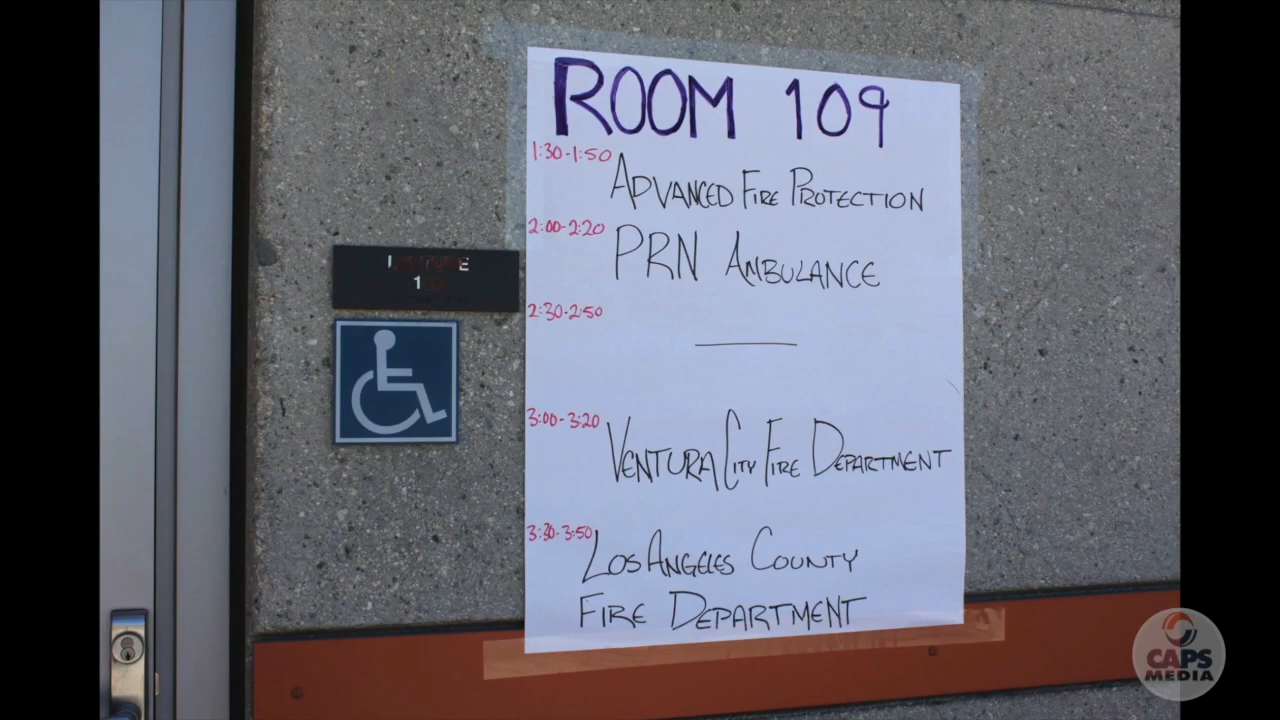 ROOM 109
1:30-1:50
ADVANCED FIRE PROTECTION
2:00-2:20
PRN AMBULANCE
2:30-2:50
3:00-3:20
VENTURA CITY FIRE DEPARTMENT
3:30-3:50
LOS ANGELES COUNTY
FIRE DEPARTMENT
CAPS
MEDIA